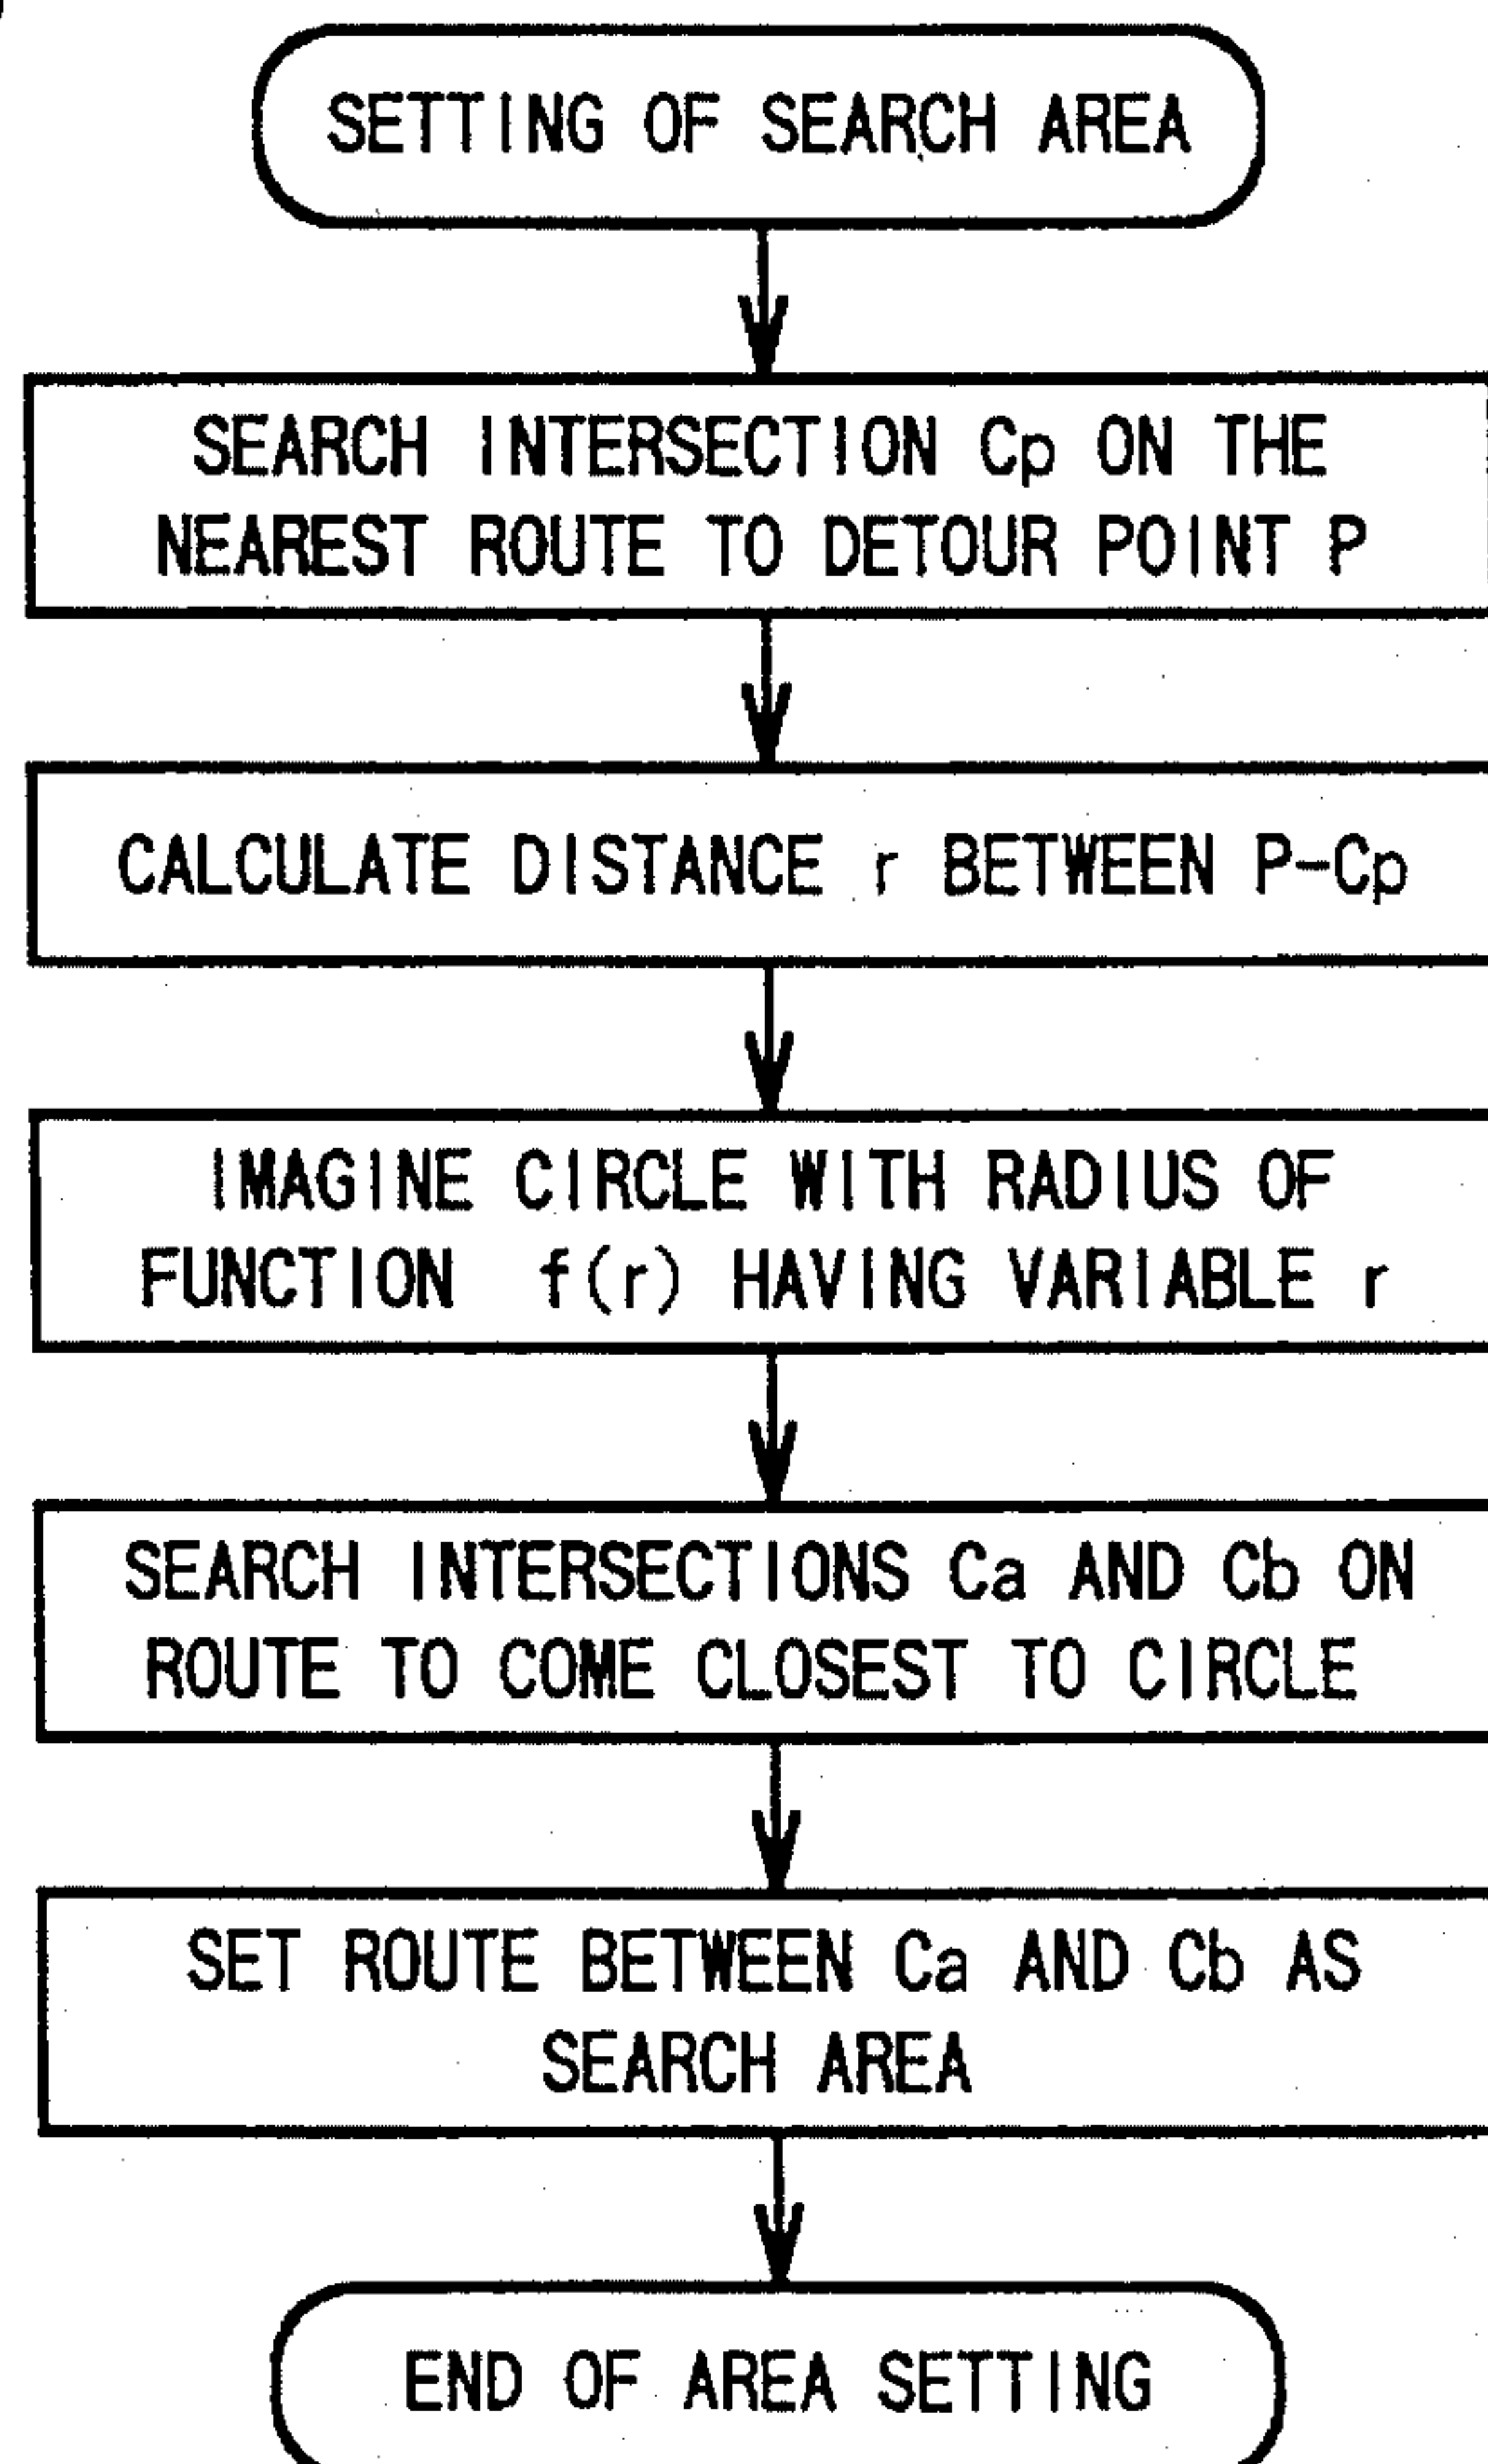 SETTING OF SEARCH AREA
SEARCH INTERSECTION Cp ON THE
NEAREST ROUTE TO DETOUR POINT P
CALCULATE DISTANCE r BETWEEN P-Cp
IMAGINE CIRCLE WITH RADIUS OF
FUNCTION f(r) HAVING VARIABLE r
SEARCH INTERSECTIONS Ca AND Cb ON
ROUTE TO COME CLOSEST TO CIRCLE
SET ROUTE BETWEEN Ca AND Cb AS
SEARCH AREA
END OF AREA SETTING